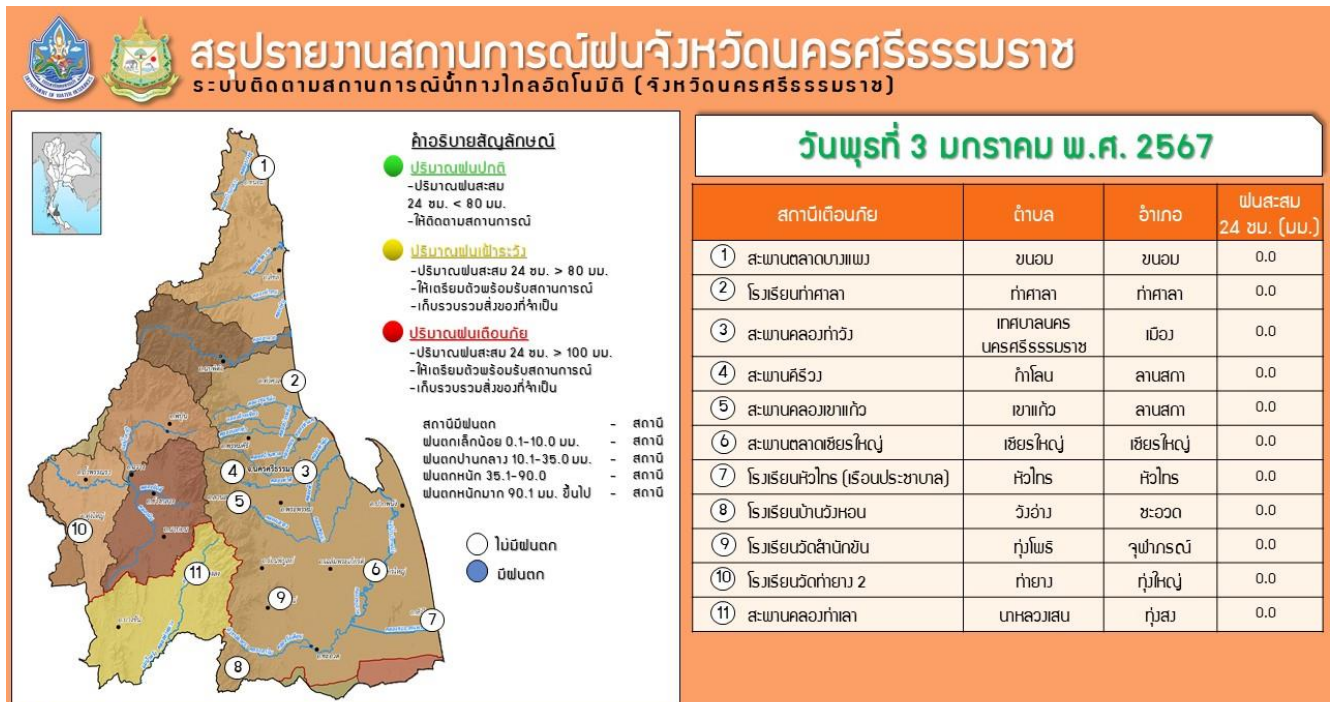 สรุปรายงานสถานการณ์ฝนจังหวัดนครศรีธรรมราช
ระบบติดตามสถานการณ์น้ำทางไกลอัตโนมัติ (จังหวัดนครศรีธรรมราช)
คำอธิบายสัญลักษณ์
ปริมาณฝนปกติ
-ปริมาณฝนสะสม
24 ชม. < 80 มม.
-ให้ติดตามสถานการณ์
ปริมาณฝนเฝ้าระวัง
-ปริมาณฝนสะสม 24 ชม. > 80 มม.
-ให้เตรียมตัวพร้อมรับสถานการณ์
-เก็บรวบรวมสิ่งของที่จำเป็น
ปริมาณฝนเตือนภัย
-ปริมาณฝนสะสม 24 ชม. > 100 มม.
-ให้เตรียมตัวพร้อมรับสถานการณ์
-เก็บรวบรวมสิ่งของที่จำเป็น
สถานีมีฝนตก - สถานี
ฝนตกเล็กน้อย 0.1-10.0 มม. - สถานี
ฝนตกปานกลาง 10.1-35.0 มม. - สถานี
ฝนตกหนัก 35.1-90.0 - สถานี
ฝนตกหนักมาก 90.1 มม. ขึ้นไป - สถานี
ไม่มีฝนตก
มีฝนตก
1
2
3
4
5
6
7
8
9
10
11
วันพุธที่ 3 มกราคม พ.ศ. 2567
สถานีเตือนภัย ตำบล อำเภอ ฝนสะสม
24 ชม. (มม.)
1 สะพานตลาดบางแพง ขนอม ขนอม 0.0
2 โรงเรียนท่าศาลา ท่าศาลา ท่าศาลา 0.0
3 สะพานคลองท่าวัง เทศบาลนคร
นครศรีธรรมราช เมือง 0.0
4 สะพานคีรีวง กำโลน ลานสกา 0.0
5 สะพานคลองเขาแก้ว เขาแก้ว ลานสกา 0.0
6 สะพานตลาดเชียรใหญ่ เชียรใหญ่ เชียรใหญ่ 0.0
7 โรงเรียนหัวไทร (เรือนประชาบาล) หัวไทร หัวไทร 0.0
8 โรงเรียนบ้านวังหอน วังอ่าง ชะอวด 0.0
9 โรงเรียนวัดสำนักขัน ทุ่งโพธิ จุฬาภรณ์ 0.0
10 โรงเรียนวัดท่ายาง 2 ท่ายาง ทุ่งใหญ่ 0.0
11 สะพานคลองท่าเลา นาหลวงเสน ทุ่งสง 0.0